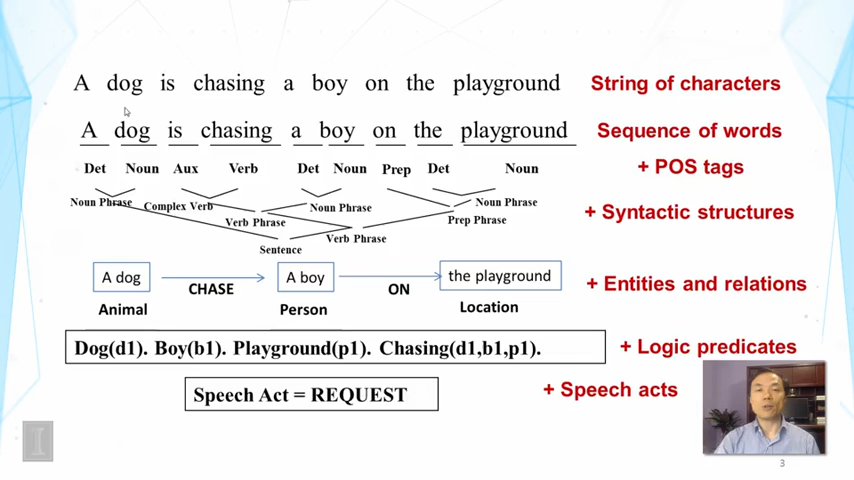 A dog is chasing a boy on the playground String of characters
A dog is chasing a boy on the playground Sequence of words
Det Noun Aux Verb Det Noun Prep Det Noun + POS tags
Noun Phrase Complex Verb Noun Phrase Noun Phrase
Verb Phrase Prep Phrase + Syntactic structures
Verb Phrase
Sentence
A dog CHASE A boy ON the playground + Entities and relations
Animal Person Location
Dog(d1). Boy(b1). Playground(p1). Chasing(d1,b1,p1). + Logic predicates
Speech Act = REQUEST + Speech acts
I
3